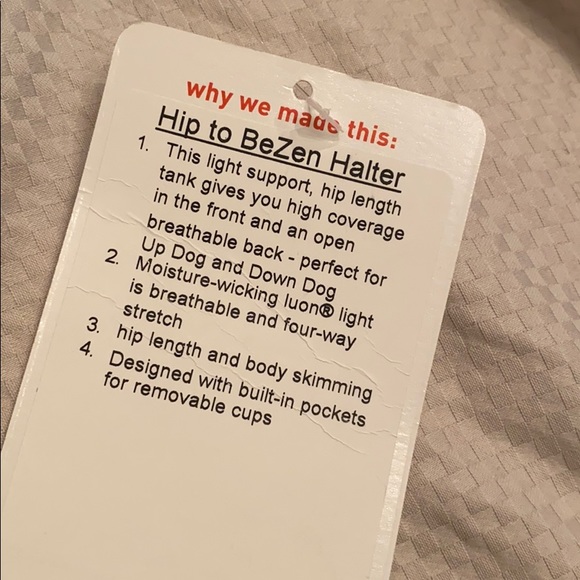 why we made this:
Hip to BeZen Halter
1. This light support, hip length
tank gives you high coverage
in the front and an open
breathable back - perfect for
Up Dog and Down Dog
2. Moisture-wicking luon® light
is breathable and four-way
stretch
3. hip length and body skimming
4. Designed with built-in pockets
for removable cups